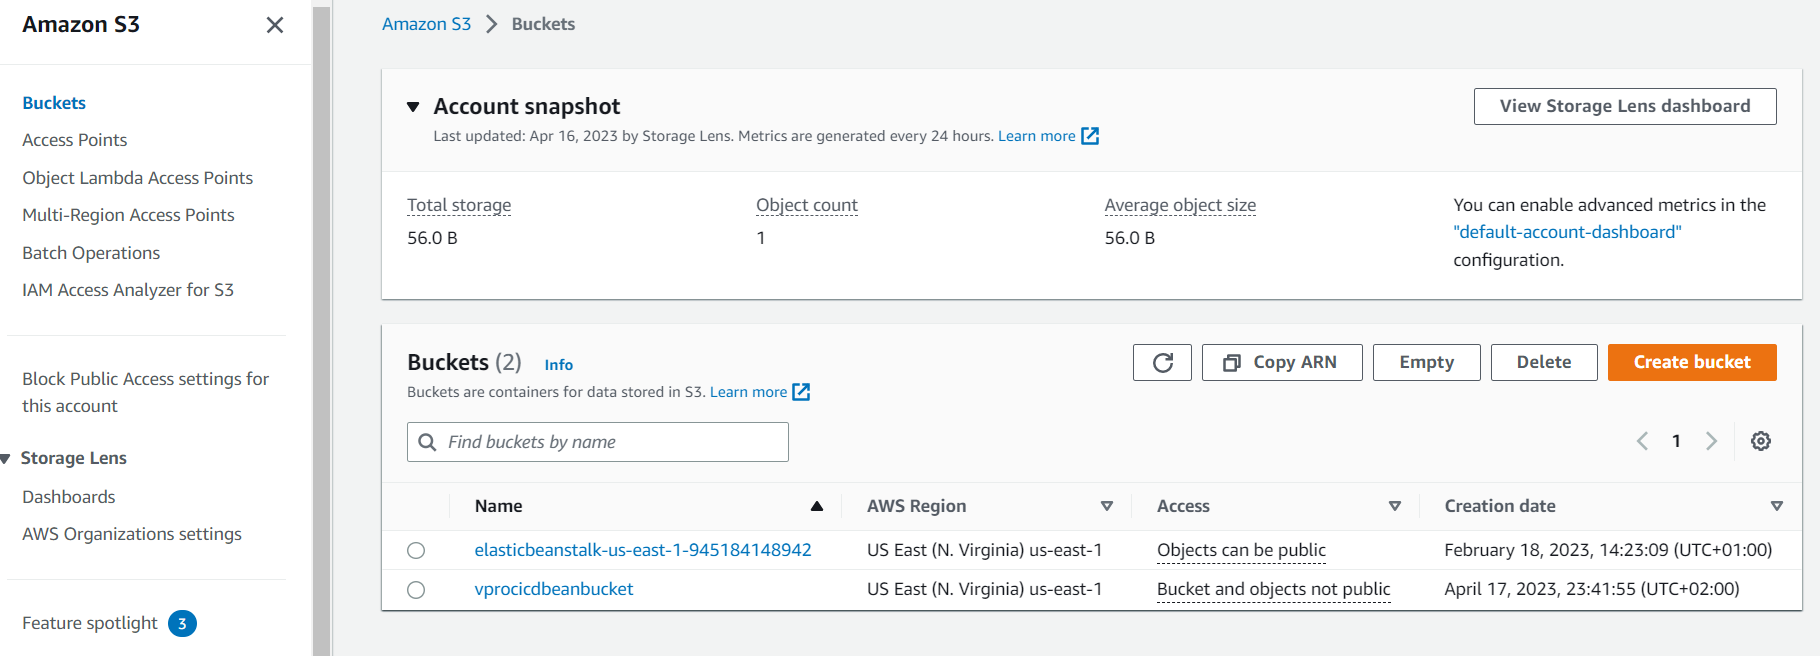 Amazon S3
Buckets
Access Points
Object Lambda Access Points
Multi-Region Access Points
Batch Operations
IAM Access Analyzer for S3
Block Public Access settings for
this account
Storage Lens
Dashboards
AWS Organizations settings
Feature spotlight 3
Amazon S3 > Buckets
Account snapshot
Last updated: Apr 16, 2023 by Storage Lens. Metrics are generated every 24 hours. Learn more
View Storage Lens dashboard
Total storage
56.0 B
Object count
1
Average object size
56.0 B
You can enable advanced metrics in the
"default-account-dashboard"
configuration.
Buckets (2) Info
Buckets are containers for data stored in S3. Learn more
Copy ARN Empty Delete Create bucket
Find buckets by name
1
Name AWS Region Access Creation date
elasticbeanstalk-us-east-1-945184148942 US East (N. Virginia) us-east-1 Objects can be public February 18, 2023, 14:23:09 (UTC+01:00)
vprocicdbeanbucket US East (N. Virginia) us-east-1 Bucket and objects not public April 17, 2023, 23:41:55 (UTC+02:00)